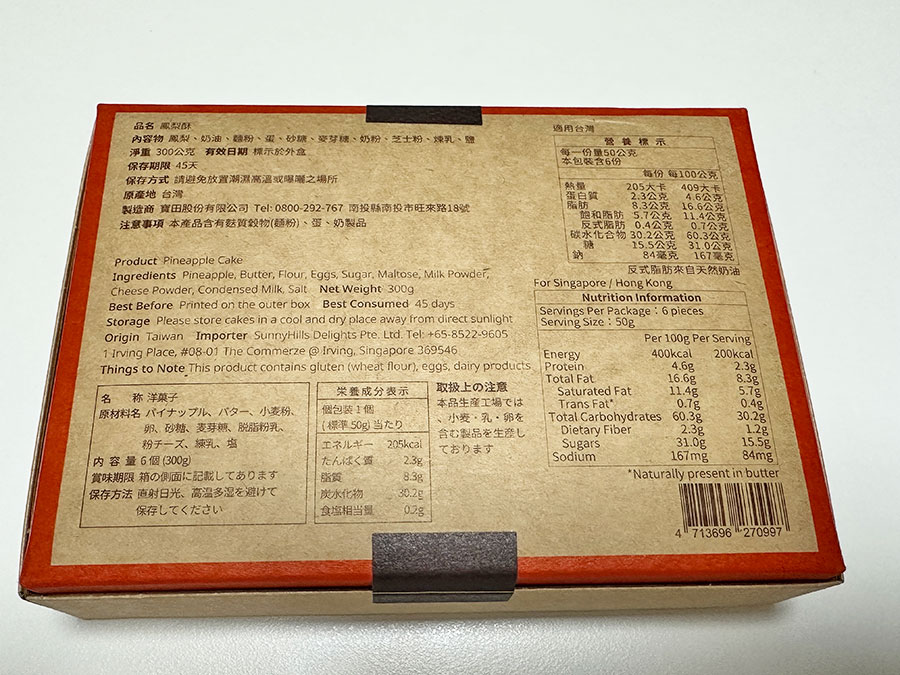 品名 鳳梨酥
內容物 鳳梨、奶油、麵粉、蛋、砂糖、麥芽糖、奶粉、芝士粉、煉乳、鹽
淨重 300公克 有效日期 標示於外盒
保存期限 45天
保存方式 請避免放置潮濕高溫或曝曬之場所
原產地 台灣
製造商 寶田股份有限公司 Tel: 0800-292-767 南投縣南投市旺來路18號
注意事項 本產品含有麩質穀物(麵粉)、蛋、奶製品
適用台灣
營養標示
每一份量50公克
本包裝含6份
每份 每100公克
熱量 205大卡 409大卡
蛋白質 2.3公克 4.6公克
脂肪 8.3公克 16.6公克
飽和脂肪 5.7公克 11.4公克
反式脂肪 0.4公克 0.7公克
碳水化合物 30.2公克 60.3公克
糖 15.5公克 31.0公克
鈉 84毫克 167毫克
反式脂肪來自天然奶油
Product Pineapple Cake
Ingredients Pineapple, Butter, Flour, Eggs, Sugar, Maltose, Milk Powder,
Cheese Powder, Condensed Milk, Salt Net Weight 300g
Best Before Printed on the outer box Best Consumed 45 days
Storage Please store cakes in a cool and dry place away from direct sunlight
Origin Taiwan Importer SunnyHills Delights Pte. Ltd. Tel: +65-8522-9605
1 Irving Place, #08-01 The Commerze @ Irving, Singapore 369546
Things to Note This product contains gluten (wheat flour), eggs, dairy products
For Singapore / Hong Kong
Nutrition Information
Servings Per Package : 6 pieces
Serving Size : 50g
Per 100g Per Serving
Energy 400kcal 200kcal
Protein 4.6g 2.3g
Total Fat 16.6g 8.3g
Saturated Fat 11.4g 5.7g
Trans Fat* 0.7g 0.4g
Total Carbohydrates 60.3g 30.2g
Dietary Fiber 2.3g 1.2g
Sugars 31.0g 15.5g
Sodium 167mg 84mg
*Naturally present in butter
名 称 洋菓子
原材料名 パイナップル、バター、小麦粉、
卵、砂糖、麦芽糖、脱脂粉乳、
粉チーズ、練乳、塩
内 容 量 6個 (300g)
賞味期限 箱の側面に記載してあります
保存方法 直射日光、高温多湿を避けて
保存してください
栄養成分表示
個包装1個
(標準50g)当たり
エネルギー 205kcal
たんぱく質 2.3g
脂質 8.3g
炭水化物 30.2g
食塩相当量 0.2g
取扱上の注意
本品生産工場では
、小麦・乳・卵を
含む製品を生産し
ております
4 713696 270997